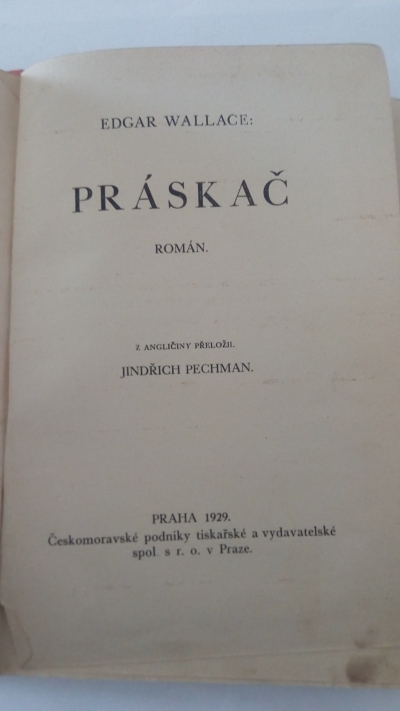 EDGAR WALLACE:
PRÁSKAČ
ROMÁN.
Z ANGLIČINY PŘELOŽIL
JINDŘICH PECHMAN.
PRAHA 1929.
Českomoravské podniky tiskařské a vydavatelské
spol. s r. o. v Praze.